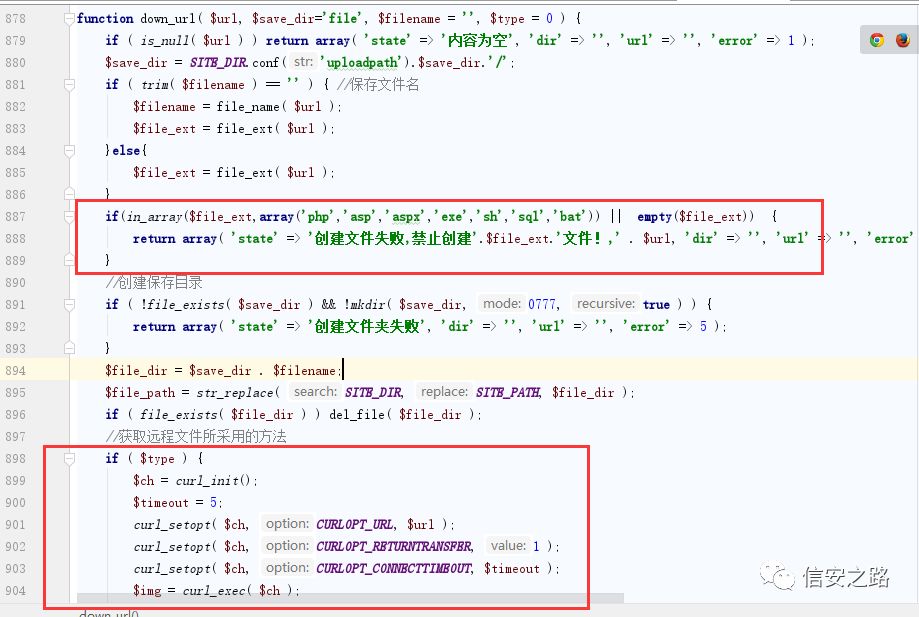 878 function down_url( $url, $save_dir='file', $filename = '', $type = 0 ) {
879 if ( is_null( $url ) ) return array( 'state' => '内容为空', 'dir' => '', 'url' => '', 'error' => 1 );
880 $save_dir = SITE_DIR.conf( str: 'uploadpath').$save_dir.'/';
881 if ( trim( $filename ) == '' ) { //保存文件名
882 $filename = file_name( $url );
883 $file_ext = file_ext( $url );
884 }else{
885 $file_ext = file_ext( $url );
886 }
887 if(in_array($file_ext,array('php','asp','aspx','exe','sh','sql','bat')) || empty($file_ext)) {
888 return array( 'state' => '创建文件失败,禁止创建'.$file_ext.'文件!,' . $url, 'dir' => '', 'url' => '', 'error'
889 }
890 //创建保存目录
891 if ( !file_exists( $save_dir ) && !mkdir( $save_dir, mode: 0777, recursive: true ) ) {
892 return array( 'state' => '创建文件夹失败', 'dir' => '', 'url' => '', 'error' => 5 );
893 }
894 $file_dir = $save_dir . $filename;
895 $file_path = str_replace( search: SITE_DIR, replace: SITE_PATH, $file_dir );
896 if ( file_exists( $file_dir ) ) del_file( $file_dir );
897 //获取远程文件所采用的方法
898 if ( $type ) {
899 $ch = curl_init();
900 $timeout = 5;
901 curl_setopt( $ch, option: CURLOPT_URL, $url );
902 curl_setopt( $ch, option: CURLOPT_RETURNTRANSFER, value: 1 );
903 curl_setopt( $ch, option: CURLOPT_CONNECTTIMEOUT, $timeout );
904 $img = curl_exec( $ch );
信安之路
down_url()